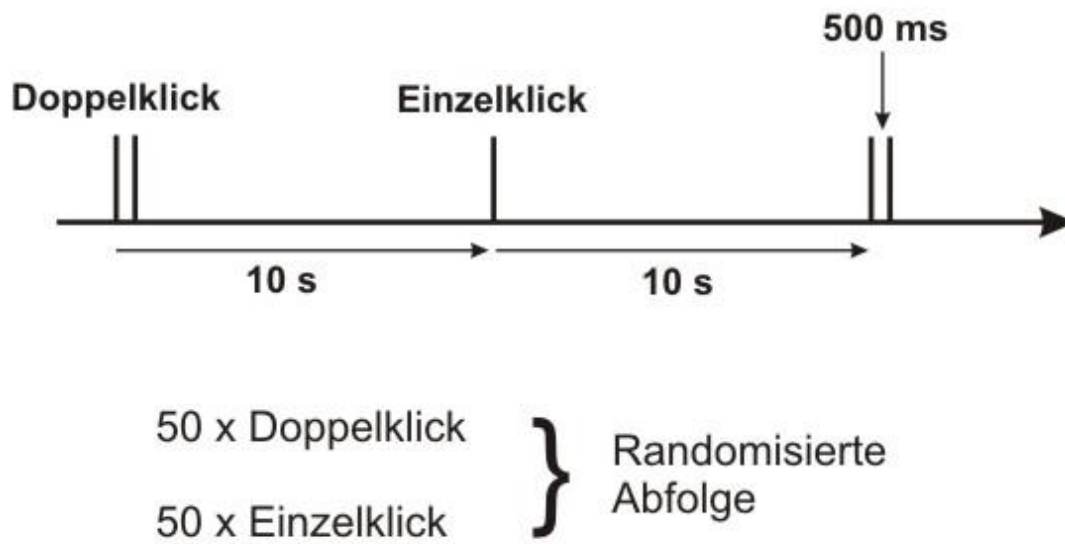 500 ms
Doppelklick
Einzelklick
10 s
10 s
50 x Doppelklick
50 x Einzelklick
Randomisierte
Abfolge